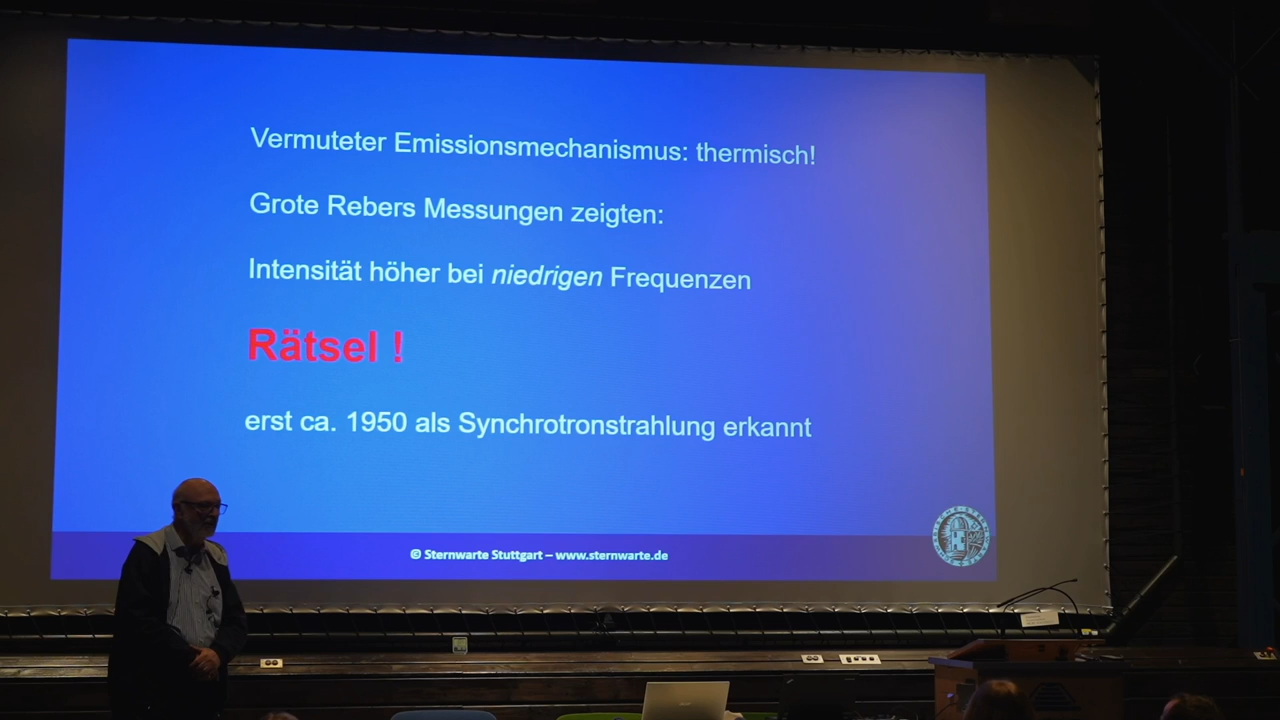 Vermuteter Emissionsmechanismus: thermisch!
Grote Rebers Messungen zeigten:
Intensität höher bei niedrigen Frequenzen
Rätsel !
erst ca. 1950 als Synchrotronstrahlung erkannt
© Sternwarte Stuttgart – www.sternwarte.de